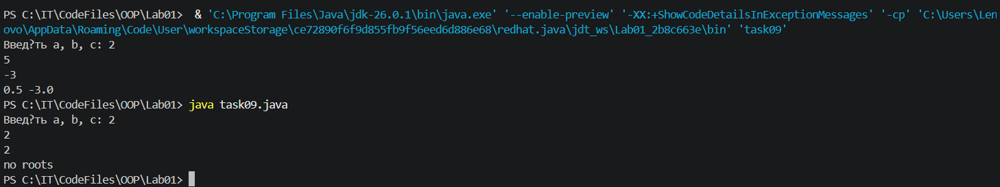 PS C:\IT\CodeFiles\OOP\Lab01>  & 'C:\Program Files\Java\jdk-26.0.1\bin\java.exe' '--enable-preview' '-XX:+ShowCodeDetailsInExceptionMessages' '-cp' 'C:\Users\Len
ovo\AppData\Roaming\Code\User\workspaceStorage\ce72890f6f9d855fb9f56eed6d886e68\redhat.java\jdt_ws\Lab01_2b8c663e\bin' 'task09'
Введ?ть a, b, c: 2
5
-3
0.5 -3.0
PS C:\IT\CodeFiles\OOP\Lab01> java task09.java
Введ?ть a, b, c: 2
2
2
no roots
PS C:\IT\CodeFiles\OOP\Lab01>